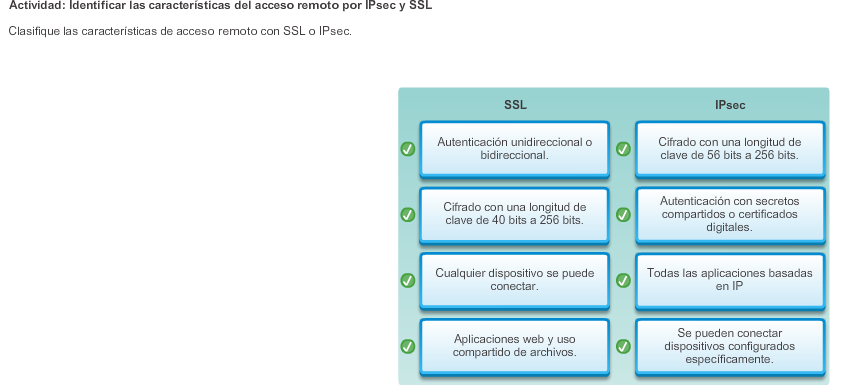 Actividad: Identificar las características del acceso remoto por IPsec y SSL
Clasifique las características de acceso remoto con SSL o IPsec.
SSL
IPsec
Autenticación unidireccional o
bidireccional.
Cifrado con una longitud de
clave de 56 bits a 256 bits.
Cifrado con una longitud de
clave de 40 bits a 256 bits.
Autenticación con secretos
compartidos o certificados
digitales.
Cualquier dispositivo se puede
conectar.
Todas las aplicaciones basadas
en IP
Aplicaciones web y uso
compartido de archivos.
Se pueden conectar
dispositivos configurados
específicamente.